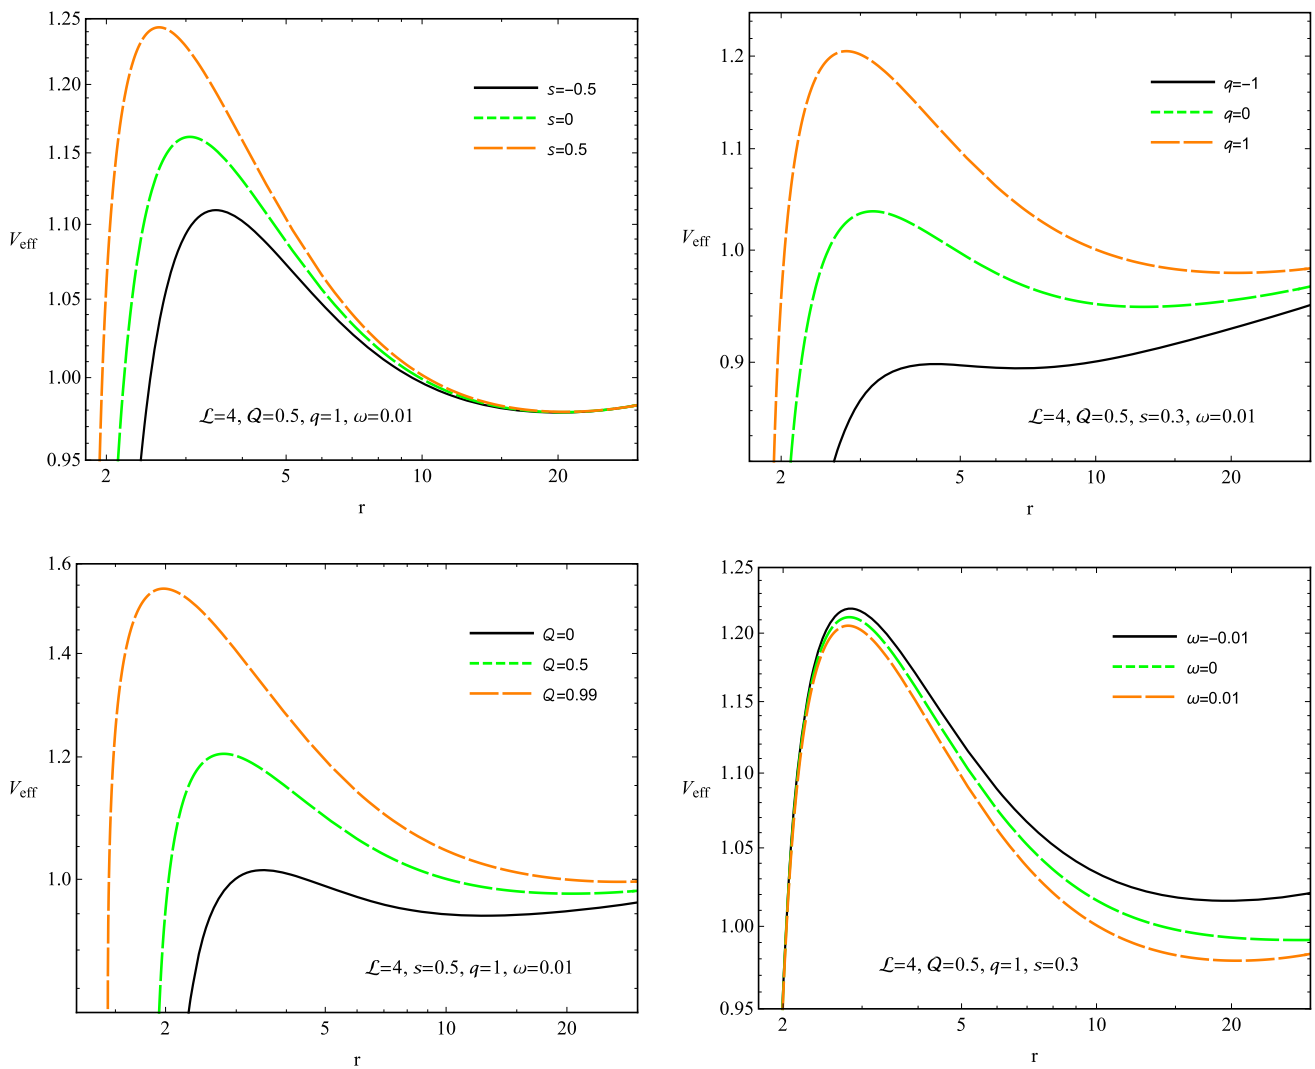 1.25
1.20
1.15
1.10
1.05
1.00
0.95
V_eff
s=-0.5
s=0
s=0.5
ℒ=4, Q=0.5, q=1, ω=0.01
2 5 10 20
r
1.2
1.1
1.0
0.9
V_eff
q=-1
q=0
q=1
ℒ=4, Q=0.5, s=0.3, ω=0.01
2 5 10 20
r
1.6
1.4
1.2
1.0
V_eff
Q=0
Q=0.5
Q=0.99
ℒ=4, s=0.5, q=1, ω=0.01
2 5 10 20
r
1.25
1.20
1.15
1.10
1.05
1.00
0.95
V_eff
ω=-0.01
ω=0
ω=0.01
ℒ=4, Q=0.5, q=1, s=0.3
2 5 10 20
r